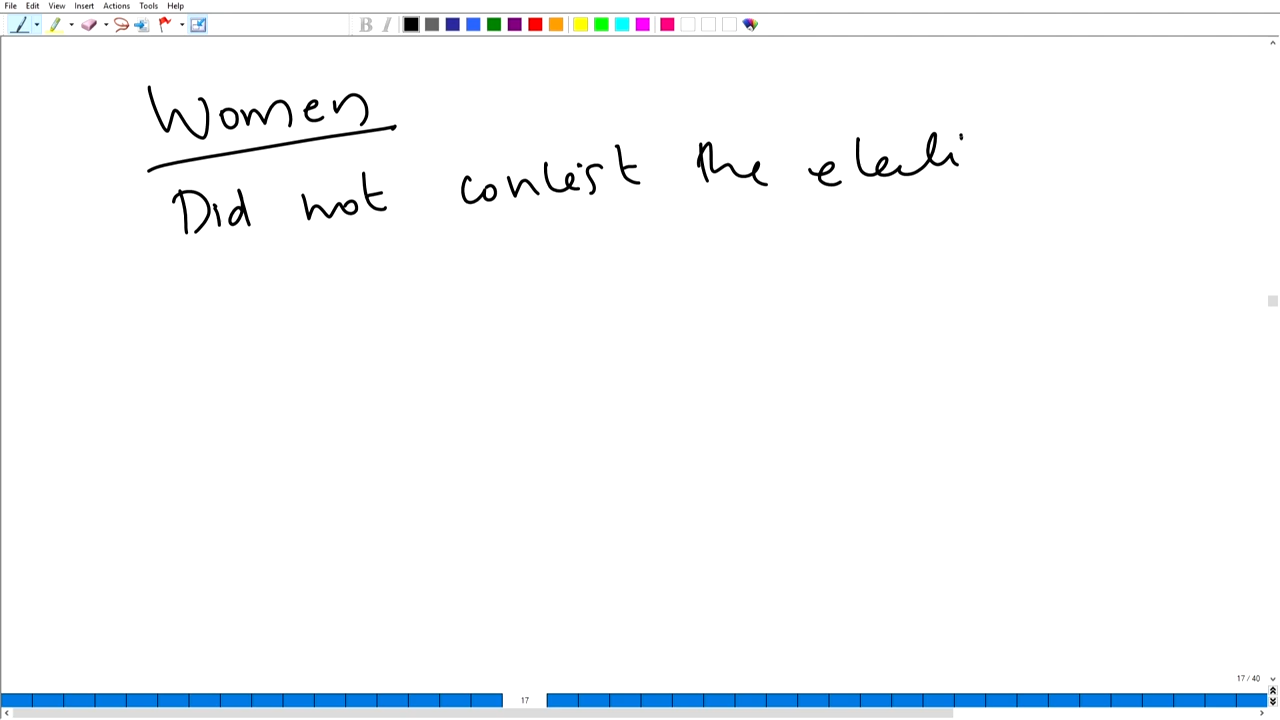 File Edit View Insert Actions Tools Help
B I
Women
Did not contest the electi
17 / 40
17